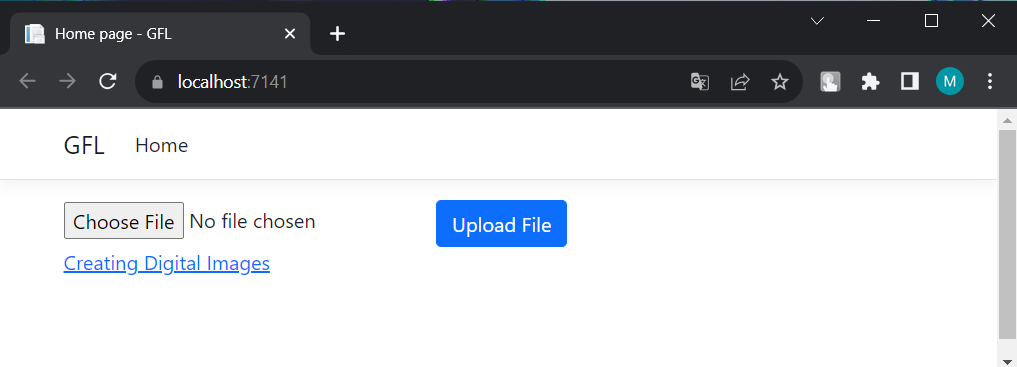 Home page - GFL
localhost:7141
M
GFL Home
Choose File No file chosen Upload File
Creating Digital Images